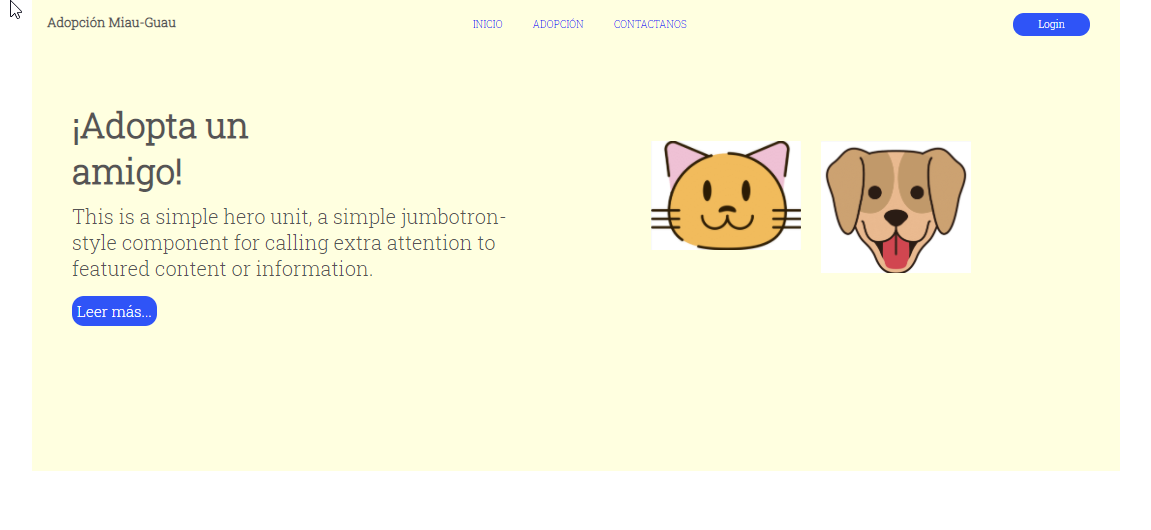 Adopción Miau-Guau
INICIO
ADOPCIÓN
CONTACTANOS
Login
¡Adopta un
amigo!
This is a simple hero unit, a simple jumbotron-
style component for calling extra attention to
featured content or information.
Leer más...